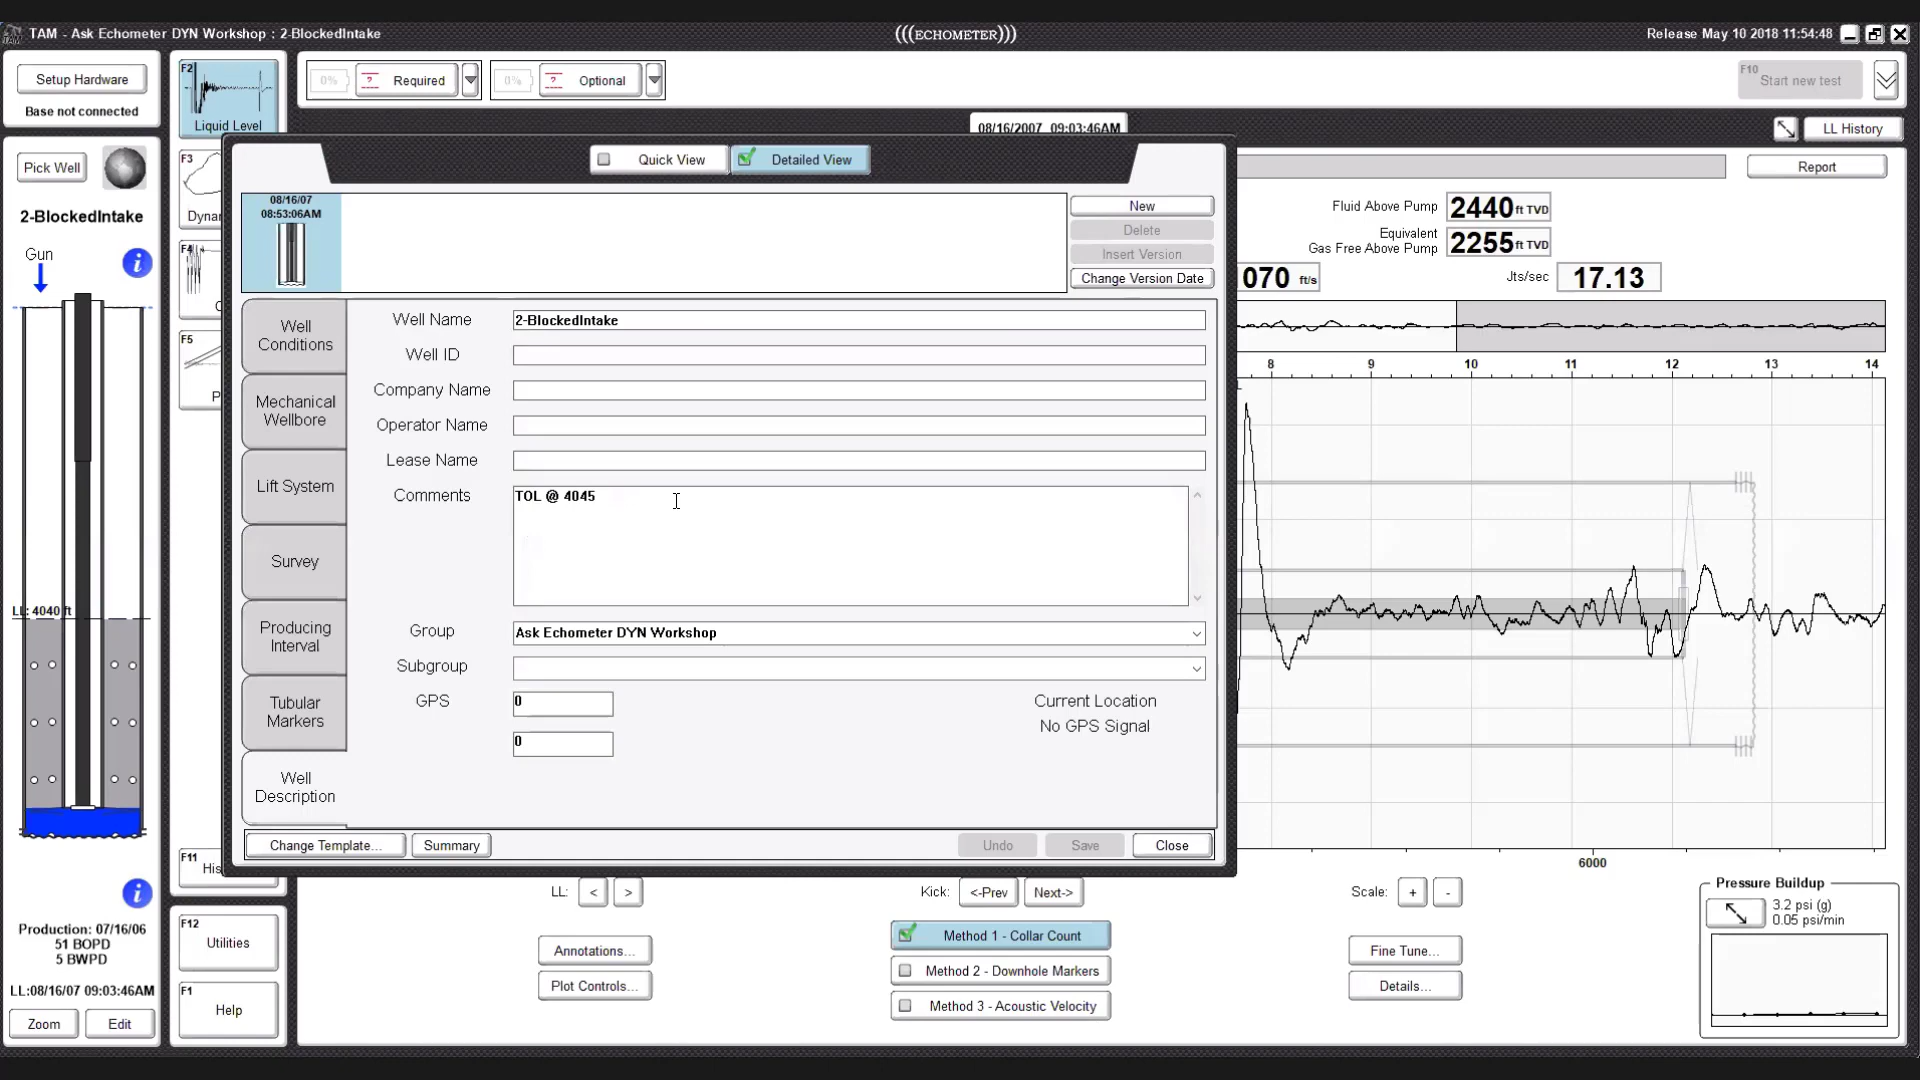 TAM - Ask Echometer DYN Workshop : 2-BlockedIntake
(((ECHOMETER)))
Release May 10 2018 11:54:48
Setup Hardware
Base not connected
F2
Liquid Level
0%
?
Required
0%
?
Optional
F10
Start new test
08/16/2007 09:03:46AM
LL History
Pick Well
F3
Dynar
Quick View
Detailed View
Report
2-BlockedIntake
08/16/07
08:53:06AM
New
Delete
Insert Version
Change Version Date
Fluid Above Pump
2440 ft TVD
Equivalent
Gas Free Above Pump
2255 ft TVD
070 ft/s
Jts/sec
17.13
Gun
F4
C
F5
P
Well
Conditions
Mechanical
Wellbore
Lift System
Survey
Producing
Interval
Tubular
Markers
Well
Description
Well Name
2-BlockedIntake
Well ID
Company Name
Operator Name
Lease Name
Comments
TOL @ 4045
Group
Ask Echometer DYN Workshop
Subgroup
GPS
0
0
Current Location
No GPS Signal
8 9 10 11 12 13 14
LL: 4040 ft
Change Template...
Summary
Undo
Save
Close
6000
F11
His
LL:
<
>
Kick:
<-Prev
Next->
Scale:
+
-
Pressure Buildup
3.2 psi (g)
0.05 psi/min
Production: 07/16/06
51 BOPD
5 BWPD
LL:08/16/07 09:03:46AM
Zoom
Edit
F12
Utilities
F1
Help
Annotations...
Plot Controls...
Method 1 - Collar Count
Method 2 - Downhole Markers
Method 3 - Acoustic Velocity
Fine Tune...
Details...